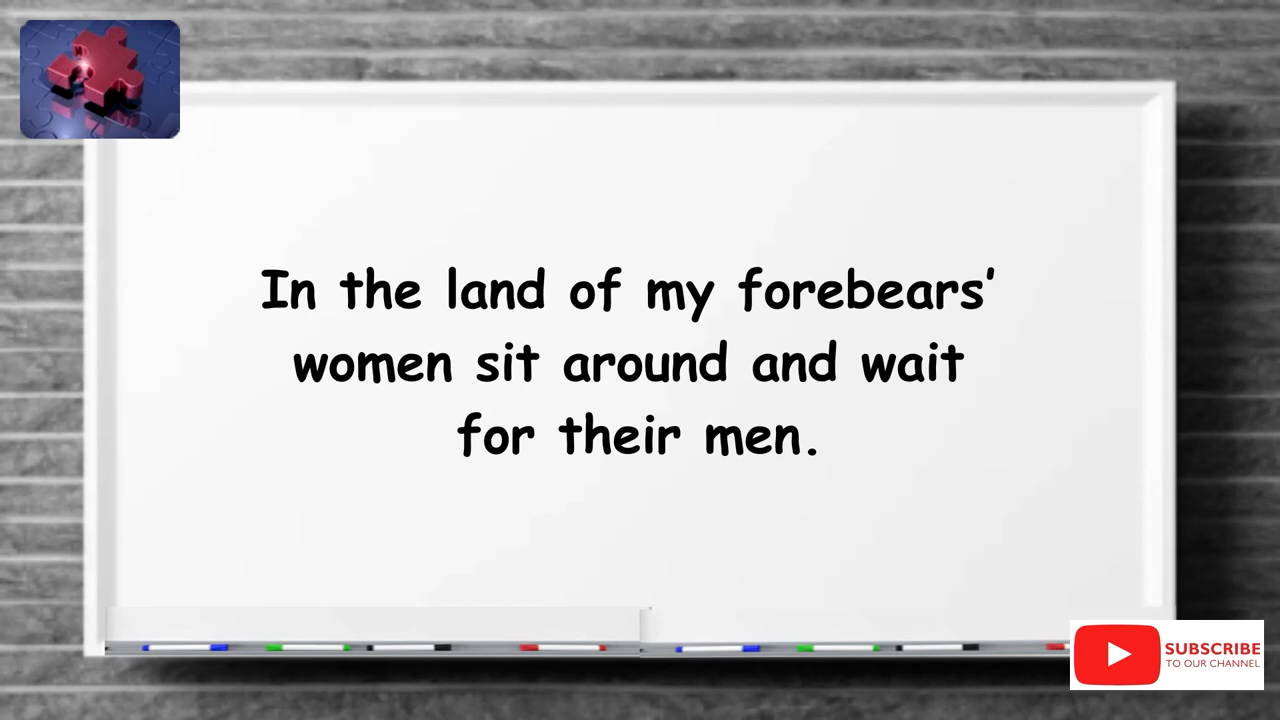 In the land of my forebears’
women sit around and wait
for their men.
SUBSCRIBE
TO OUR CHANNEL